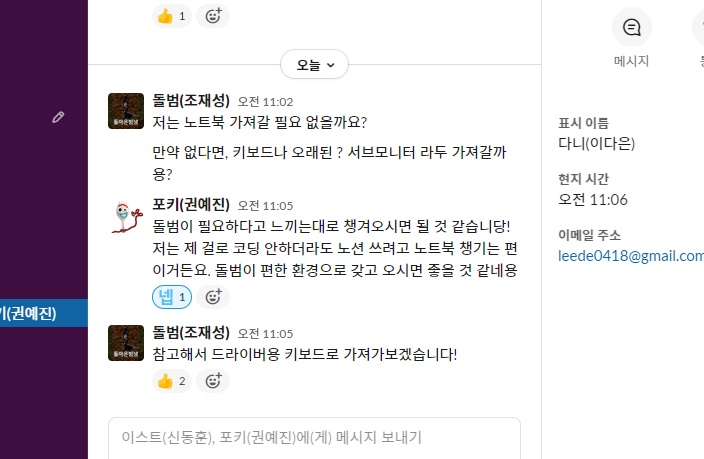 👍 1
오늘
돌범(조재성) 오전 11:02
저는 노트북 가져갈 필요 없을까요?
만약 없다면, 키보드나 오래된 ? 서브모니터 라두 가져갈까
용?
포키(권예진) 오전 11:05
돌범이 필요하다고 느끼는대로 챙겨오시면 될 것 같습니당!
저는 제 걸로 코딩 안하더라도 노션 쓰려고 노트북 챙기는 편
이거든요. 돌범이 편한 환경으로 갖고 오시면 좋을 것 같네용
넵 1
돌범(조재성) 오전 11:05
참고해서 드라이버용 키보드로 가져가보겠습니다!
👍 2
이스트(신동훈), 포키(권예진)에(게) 메시지 보내기
키(권예진)
메시지
표시 이름
다니(이다은)
현지 시간
오전 11:06
이메일 주소
leede0418@gmail.com